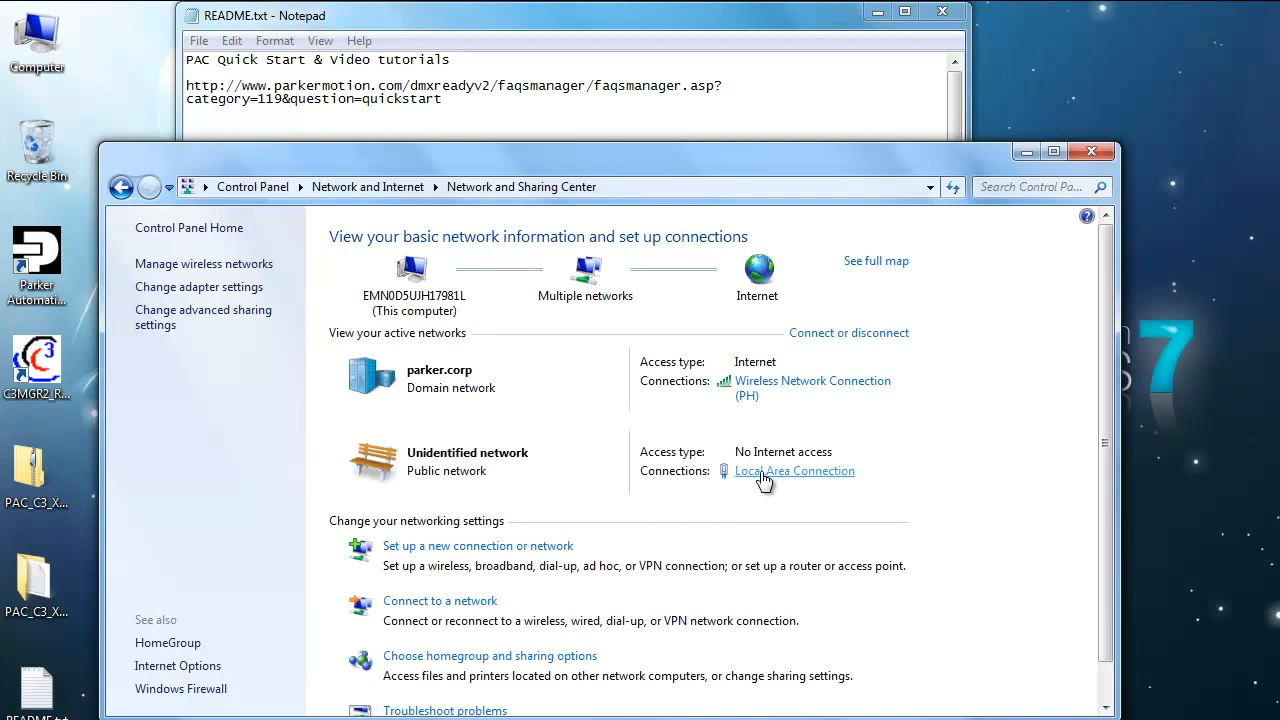 README.txt - Notepad
File Edit Format View Help
PAC Quick Start & Video tutorials
http://www.parkermotion.com/dmxreadyv2/faqsmanager/faqsmanager.asp?
category=119&question=quickstart
Computer
Recycle Bin
Parker
Automati...
C3MGR2_R...
PAC_C3_X...
PAC_C3_X...
Control Panel Network and Internet Network and Sharing Center
Search Control Pa...
Control Panel Home
Manage wireless networks
Change adapter settings
Change advanced sharing
settings
See also
HomeGroup
Internet Options
Windows Firewall
View your basic network information and set up connections
See full map
EMN0D5UJH17981L
(This computer)
Multiple networks
Internet
View your active networks
Connect or disconnect
parker.corp
Domain network
Access type: Internet
Connections: Wireless Network Connection
(PH)
Unidentified network
Public network
Access type: No Internet access
Connections: Local Area Connection
Change your networking settings
Set up a new connection or network
Set up a wireless, broadband, dial-up, ad hoc, or VPN connection; or set up a router or access point.
Connect to a network
Connect or reconnect to a wireless, wired, dial-up, or VPN network connection.
Choose homegroup and sharing options
Access files and printers located on other network computers, or change sharing settings.
Troubleshoot problems
7